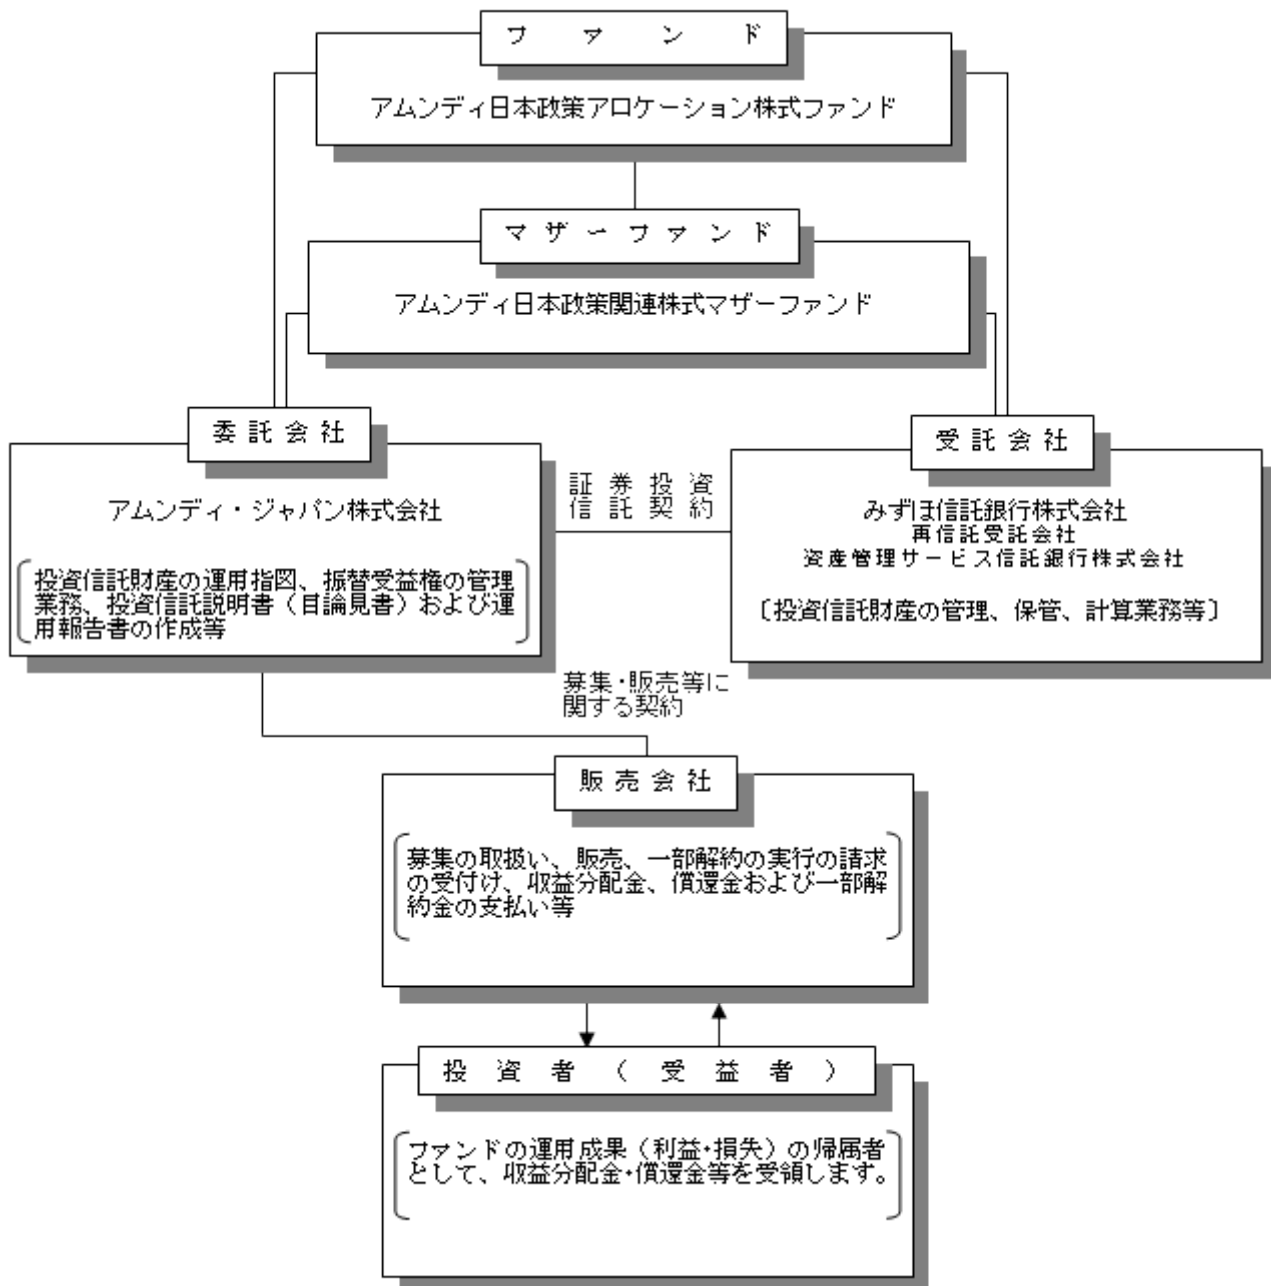 ファンド
アムンディ日本政策アロケーション株式ファンド
マザーファンド
アムンディ日本政策関連株式マザーファンド
委託会社
アムンディ・ジャパン株式会社
投資信託財産の運用指図、振替受益権の管理
業務、投資信託説明書（目論見書）および運
用報告書の作成等
証券投資
信託契約
受託会社
みずほ信託銀行株式会社
再信託受託会社
資産管理サービス信託銀行株式会社
〔投資信託財産の管理、保管、計算業務等〕
募集・販売等に
関する契約
販売会社
募集の取扱い、販売、一部解約の実行の請求
の受付け、収益分配金、償還金および一部解
約金の支払い等
投資者（受益者）
ファンドの運用成果（利益・損失）の帰属者
として、収益分配金・償還金等を受領します。